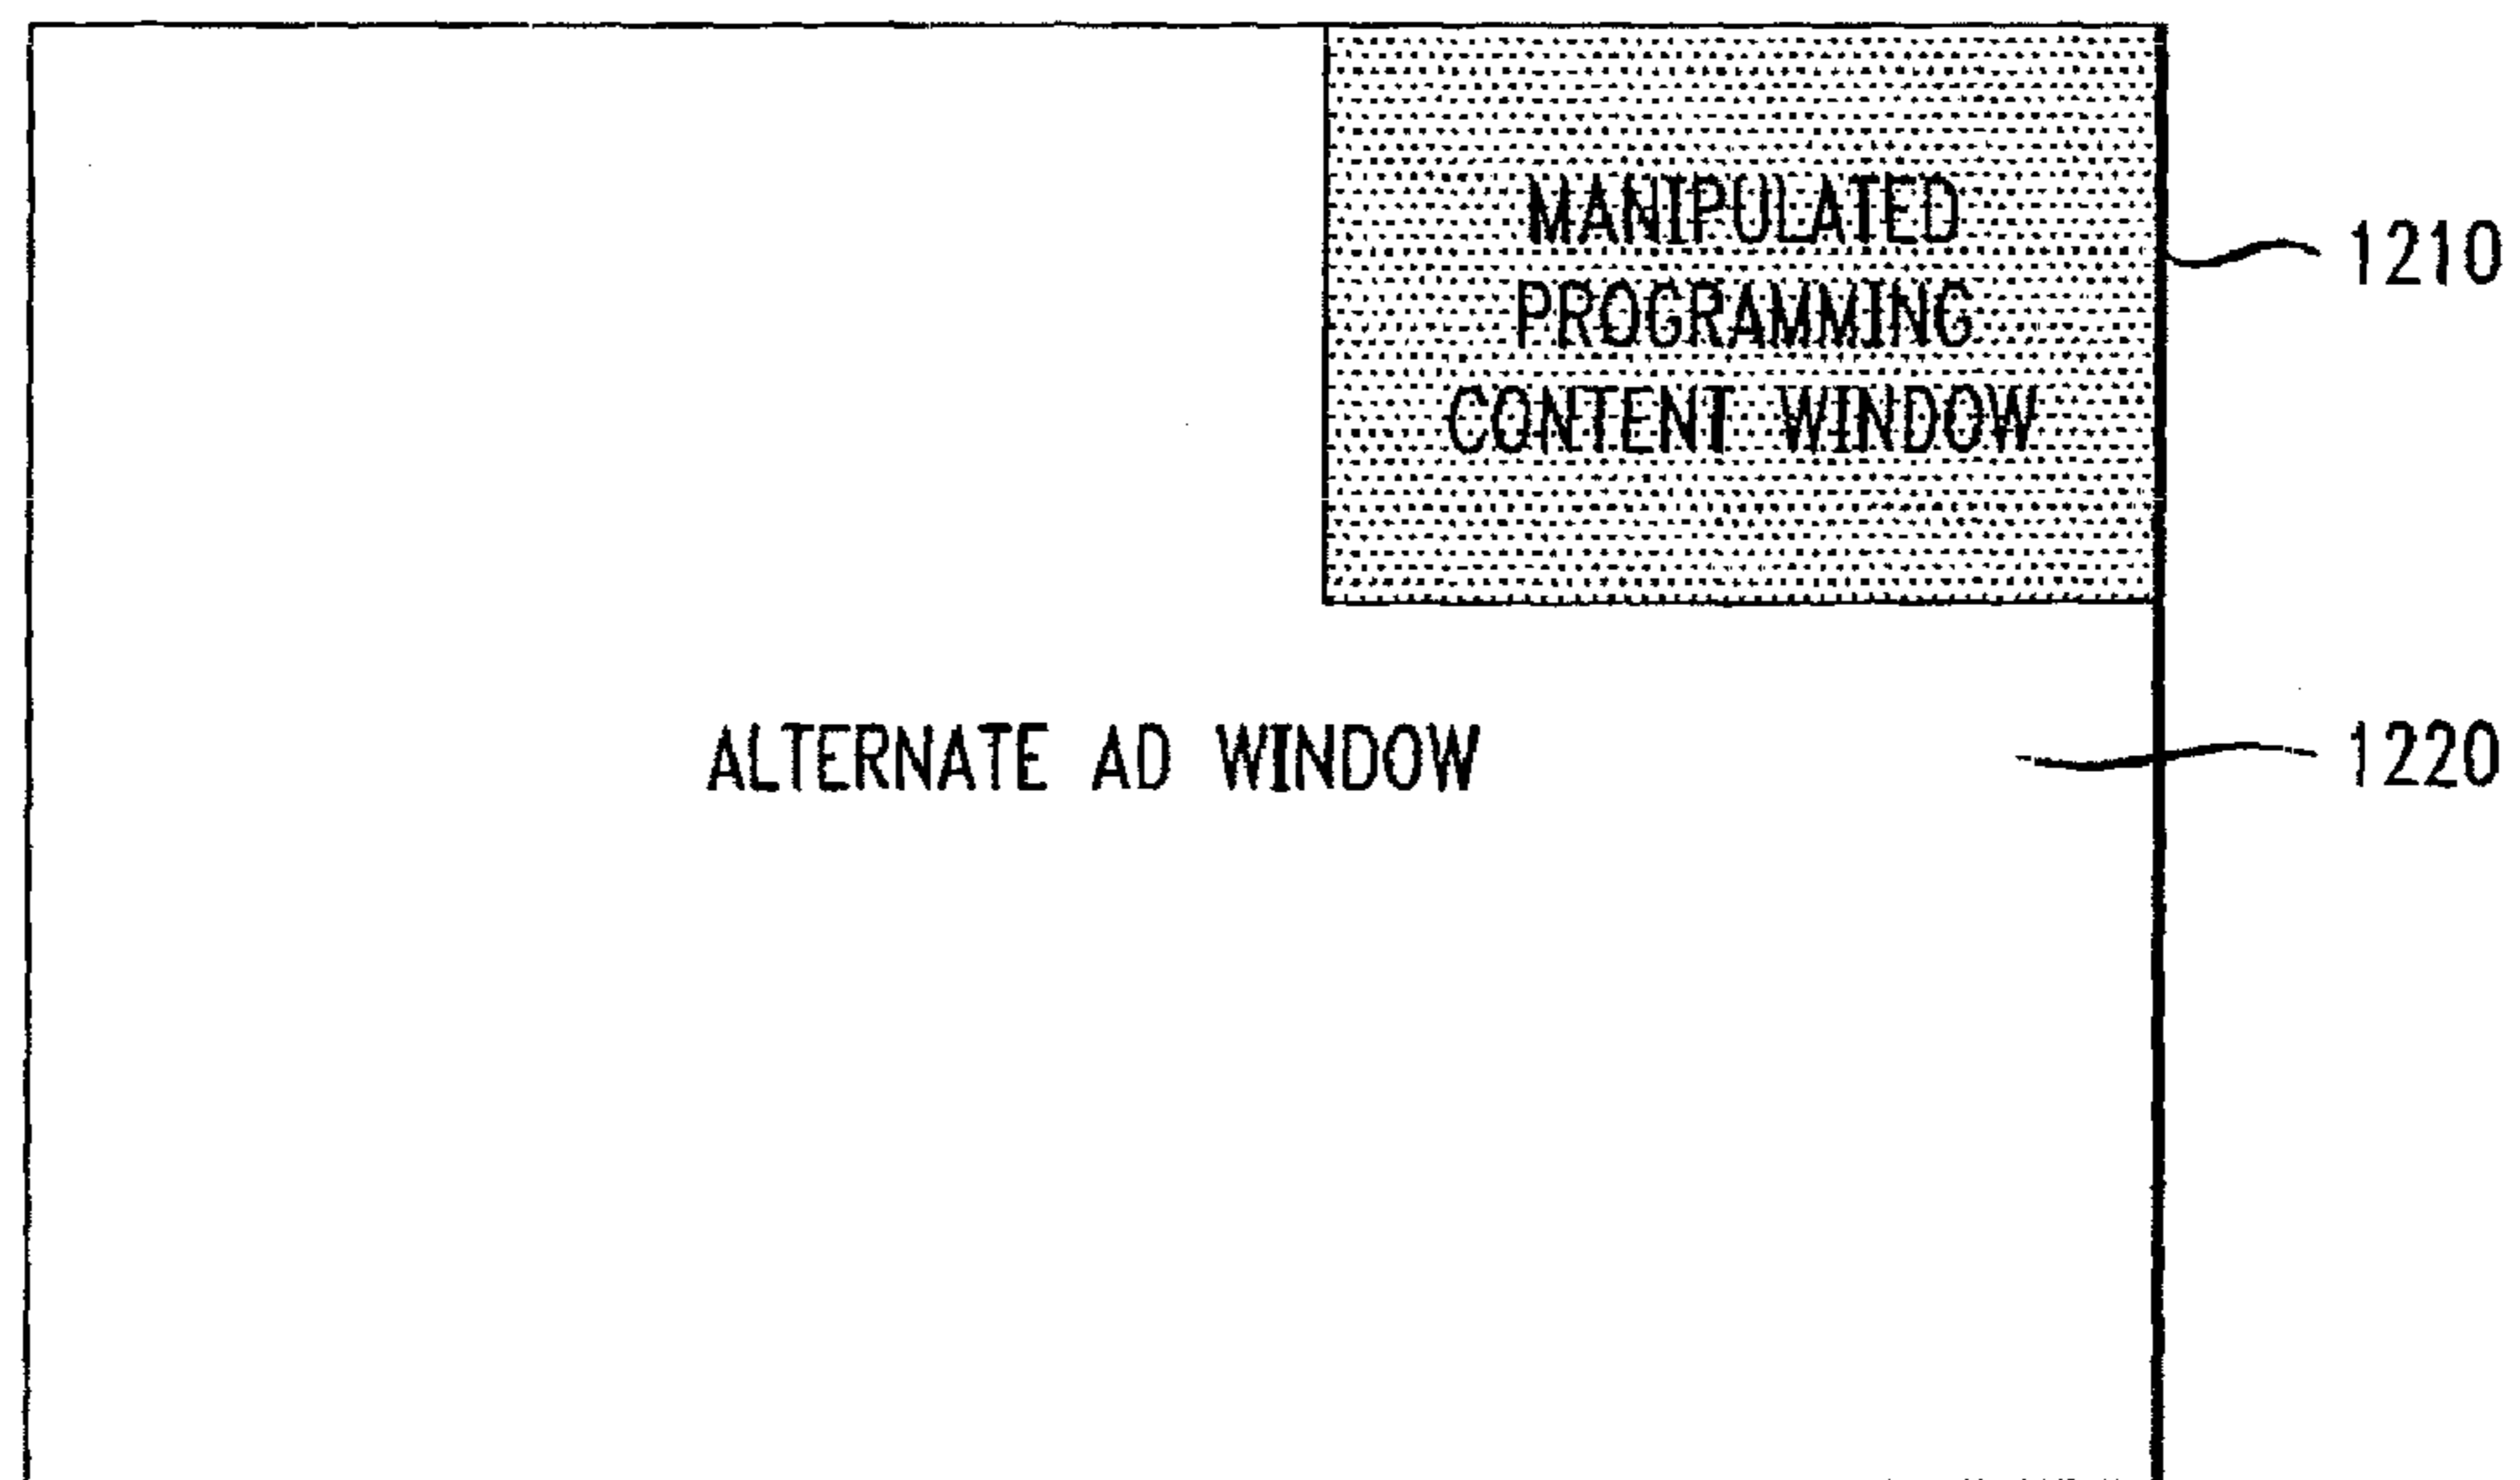 MANIPULATED
PROGRAMMING
CONTENT WINDOW
1210
ALTERNATE AD WINDOW
1220